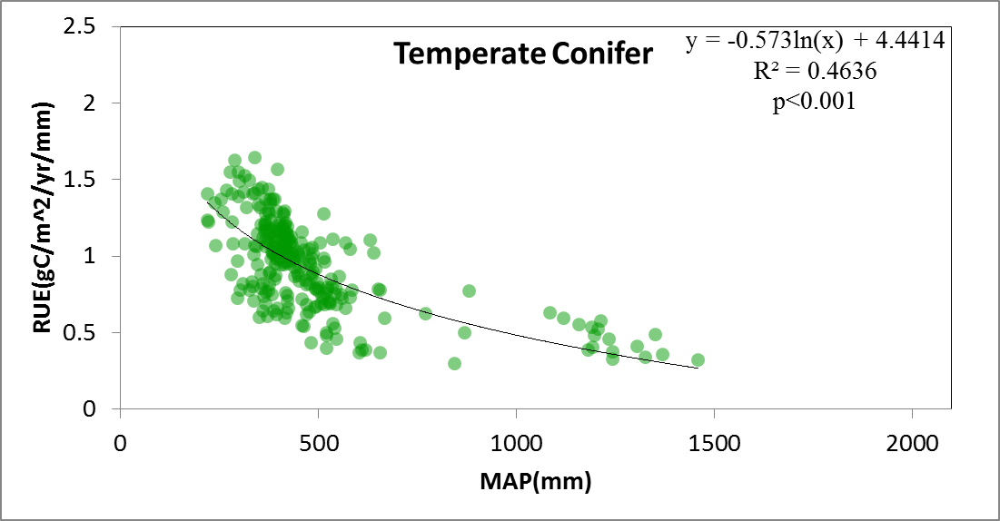 Temperate Conifer
y = -0.573ln(x) + 4.4414
R² = 0.4636
p<0.001
RUE(gC/m^2/yr/mm)
2.5
2
1.5
1
0.5
0
0 500 1000 1500 2000
MAP(mm)